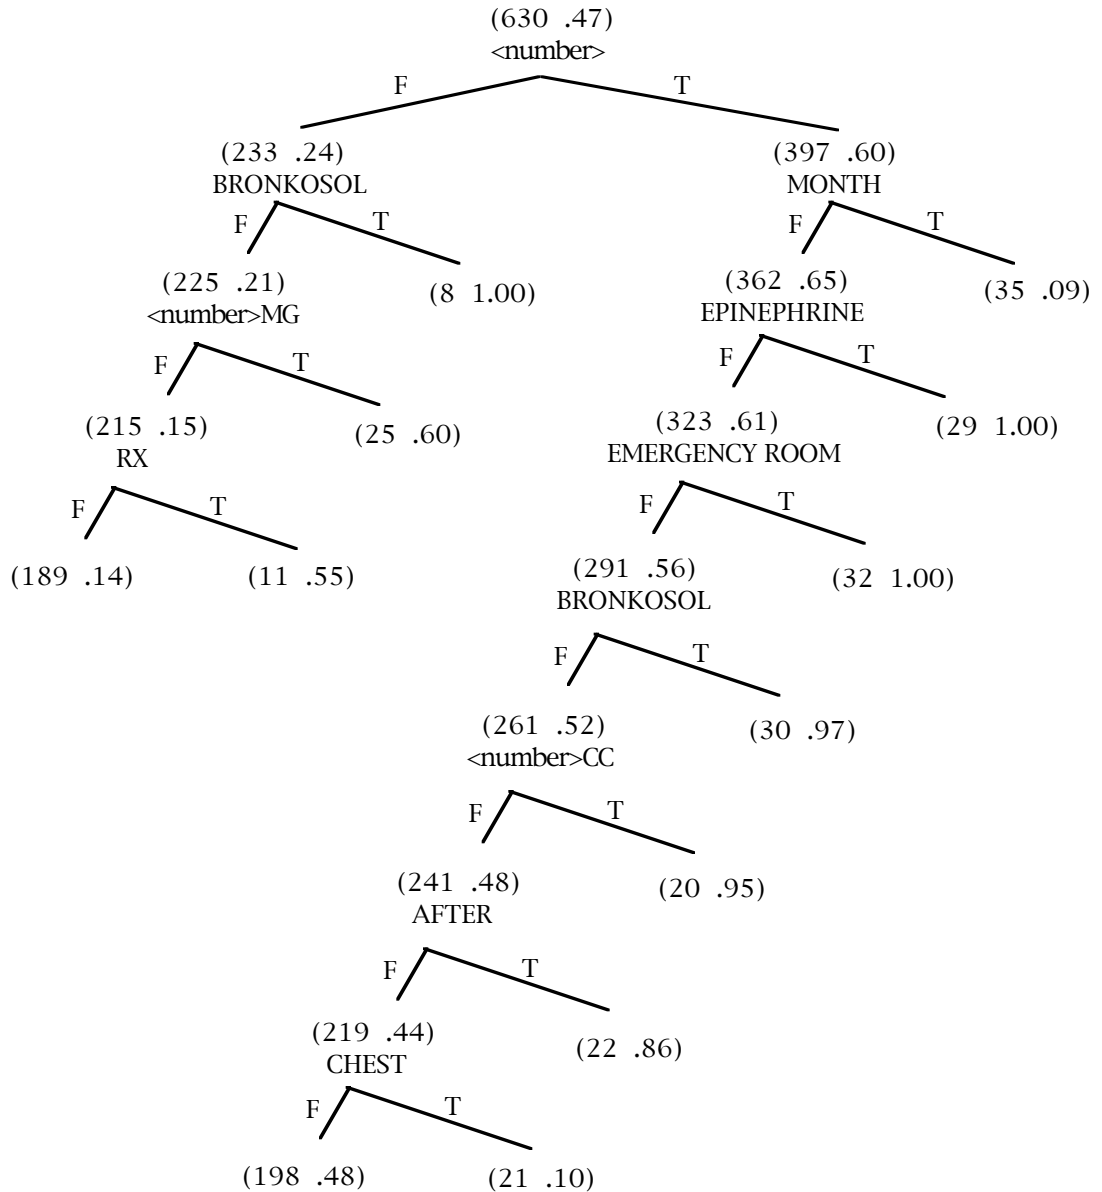 (630 .47)
<number>
F T
(233 .24) (397 .60)
BRONKOSOL MONTH
F T F T
(225 .21) (8 1.00) (362 .65) (35 .09)
<number>MG EPINEPHRINE
F T F T
(215 .15) (25 .60) (323 .61) (29 1.00)
RX EMERGENCY ROOM
F T F T
(189 .14) (11 .55) (291 .56) (32 1.00)
BRONKOSOL
F T
(261 .52) (30 .97)
<number>CC
F T
(241 .48) (20 .95)
AFTER
F T
(219 .44) (22 .86)
CHEST
F T
(198 .48) (21 .10)